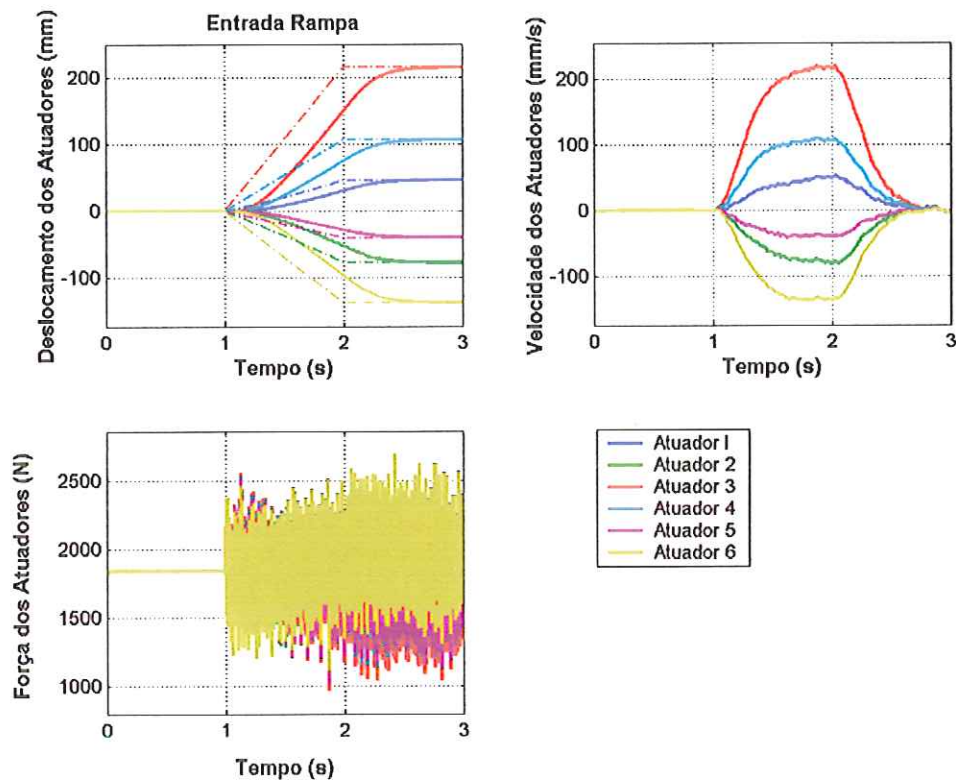 Entrada Rampa
Deslocamento dos Atuadores (mm)
200
100
0
-100
0
1
2
3
Tempo (s)
Velocidade dos Atuadores (mm/s)
200
100
0
-100
0
1
2
3
Tempo (s)
Força dos Atuadores (N)
2500
2000
1500
1000
0
1
2
3
Tempo (s)
Atuador 1
Atuador 2
Atuador 3
Atuador 4
Atuador 5
Atuador 6